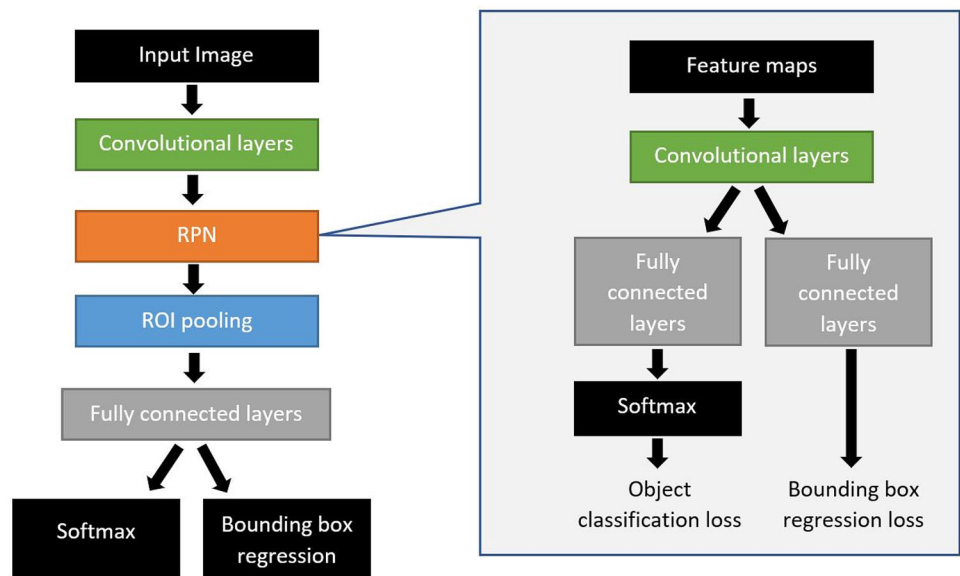 Input Image
Convolutional layers
RPN
ROI pooling
Fully connected layers
Softmax
Bounding box
regression
Feature maps
Convolutional layers
Fully
connected
layers
Fully
connected
layers
Softmax
Object
classification loss
Bounding box
regression loss